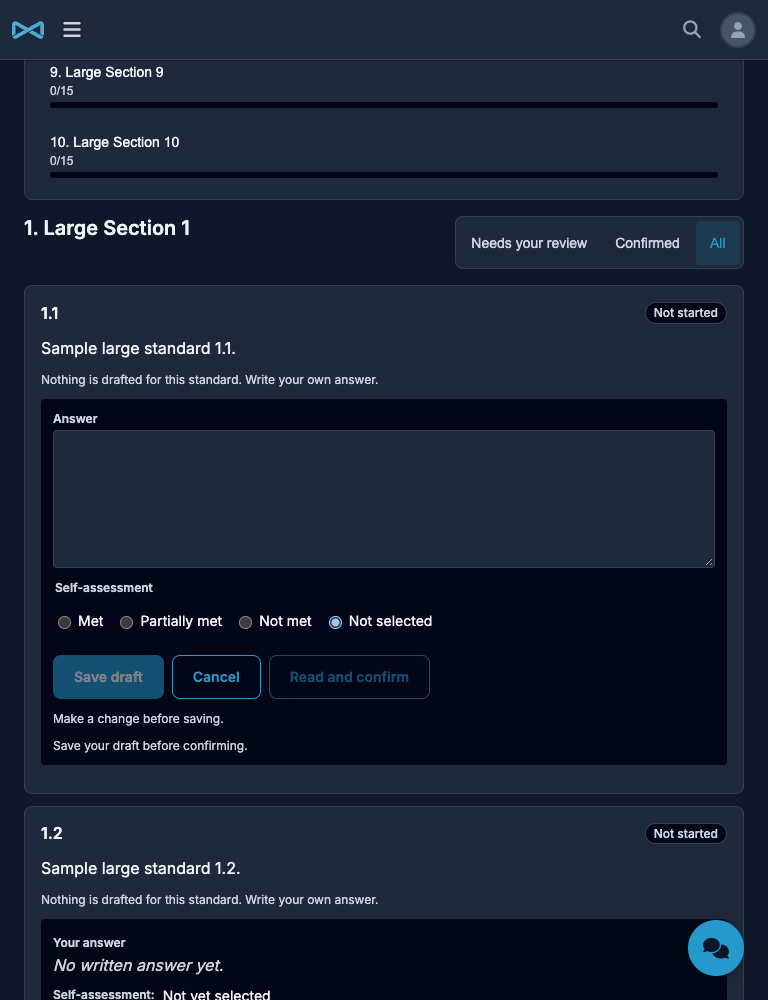 9. Large Section 9
0/15
10. Large Section 10
0/15
1. Large Section 1
Needs your review Confirmed All
1.1 Not started
Sample large standard 1.1.
Nothing is drafted for this standard. Write your own answer.
Answer
Self-assessment
Met Partially met Not met Not selected
Save draft Cancel Read and confirm
Make a change before saving.
Save your draft before confirming.
1.2 Not started
Sample large standard 1.2.
Nothing is drafted for this standard. Write your own answer.
Your answer
No written answer yet.
Self-assessment: Not yet selected